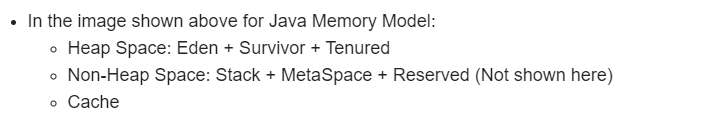 • In the image shown above for Java Memory Model:
○ Heap Space: Eden + Survivor + Tenured
○ Non-Heap Space: Stack + MetaSpace + Reserved (Not shown here)
○ Cache